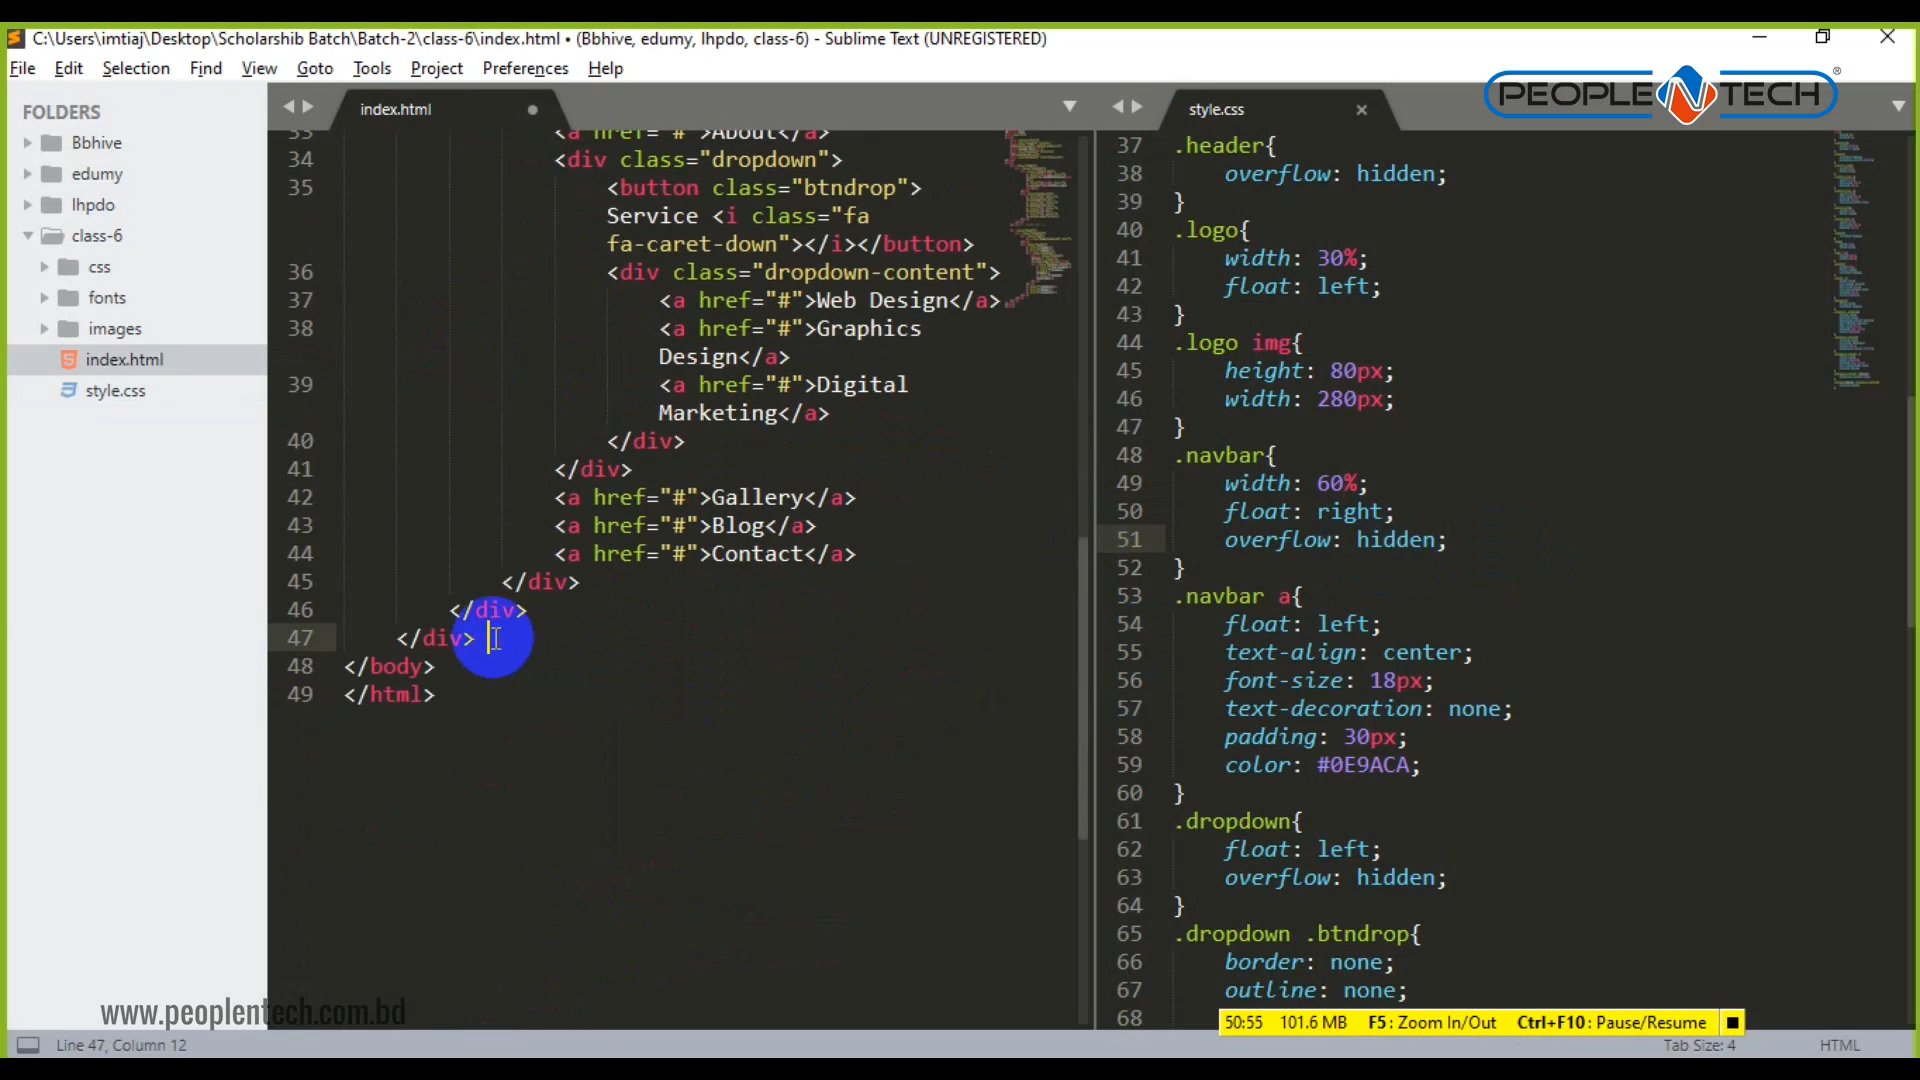 C:\Users\imtiaj\Desktop\Scholarshib Batch\Batch-2\class-6\index.html • (Bbhive, edumy, lhpdo, class-6) - Sublime Text (UNREGISTERED)
File Edit Selection Find View Goto Tools Project Preferences Help
PEOPLE N TECH ®
FOLDERS
Bbhive
edumy
lhpdo
class-6
css
fonts
images
index.html
style.css
index.html
33 <a href="#">About</a>
34 <div class="dropdown">
35 <button class="btndrop">
Service <i class="fa
fa-caret-down"></i></button>
36 <div class="dropdown-content">
37 <a href="#">Web Design</a>
38 <a href="#">Graphics
Design</a>
39 <a href="#">Digital
Marketing</a>
40 </div>
41 </div>
42 <a href="#">Gallery</a>
43 <a href="#">Blog</a>
44 <a href="#">Contact</a>
45 </div>
46 </div>
47 </div>
48 </body>
49 </html>
style.css
37 .header{
38 overflow: hidden;
39 }
40 .logo{
41 width: 30%;
42 float: left;
43 }
44 .logo img{
45 height: 80px;
46 width: 280px;
47 }
48 .navbar{
49 width: 60%;
50 float: right;
51 overflow: hidden;
52 }
53 .navbar a{
54 float: left;
55 text-align: center;
56 font-size: 18px;
57 text-decoration: none;
58 padding: 30px;
59 color: #0E9ACA;
60 }
61 .dropdown{
62 float: left;
63 overflow: hidden;
64 }
65 .dropdown .btndrop{
66 border: none;
67 outline: none;
68
www.peoplentech.com.bd
50:55 101.6 MB F5: Zoom In/Out Ctrl+F10: Pause/Resume
Line 47, Column 12
Tab Size: 4
HTML